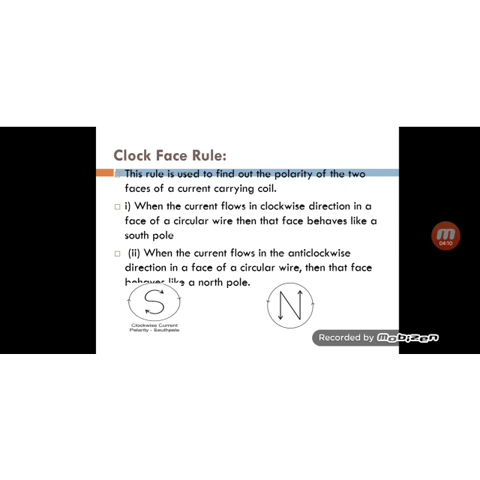 Clock Face Rule:
This rule is used to find out the polarity of the two
faces of a current carrying coil.
i) When the current flows in clockwise direction in a
face of a circular wire then that face behaves like a
south pole
(ii) When the current flows in the anticlockwise
direction in a face of a circular wire, then that face
behaves like a north pole.
S
N
Clockwise Current
Polarity - Southpole
04:10
Recorded by mobizen